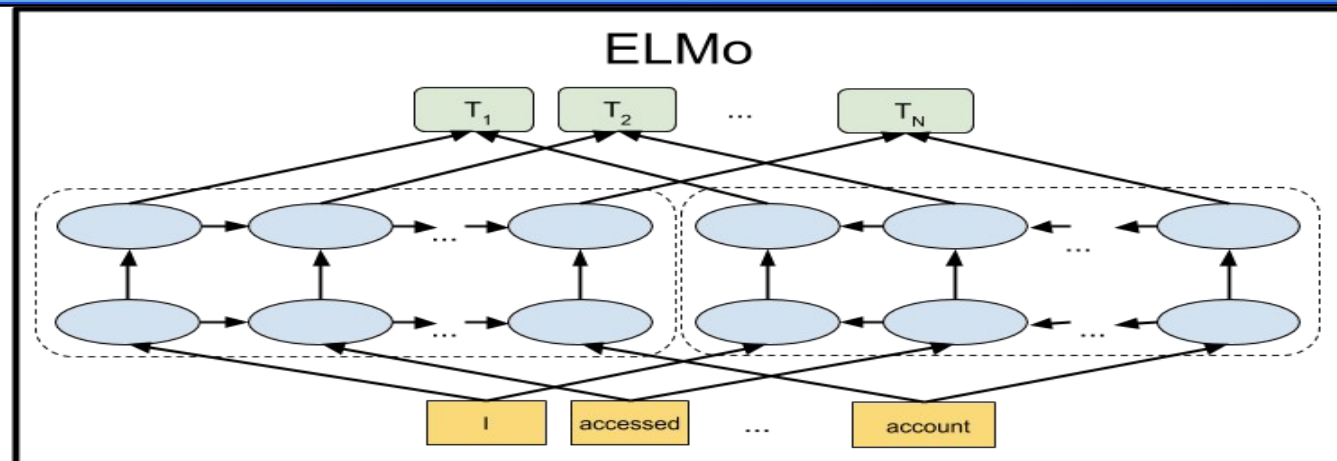 ELMo
T1 T2 ... TN
... ...
... ...
I accessed ... account